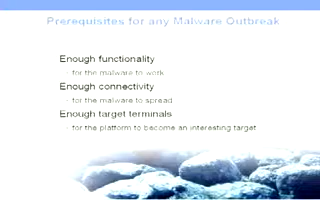 Prerequisites for any Malware Outbreak
Enough functionality
- for the malware to work
Enough connectivity
- for the malware to spread
Enough target terminals
- for the platform to become an interesting target